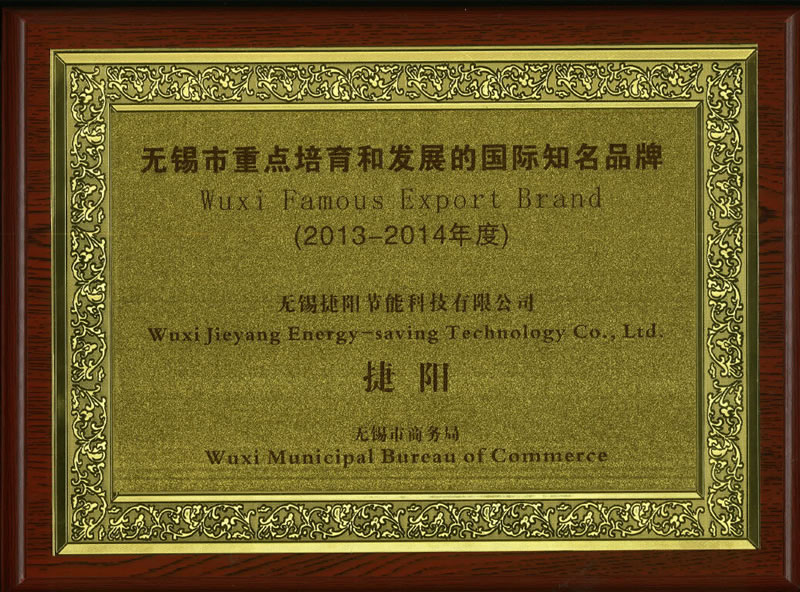 无锡市重点培育和发展的国际知名品牌
Wuxi Famous Export Brand
(2013-2014年度)
无锡捷阳节能科技有限公司
Wuxi Jieyang Energy-saving Technology Co., Ltd.
捷 阳
无锡市商务局
Wuxi Municipal Bureau of Commerce